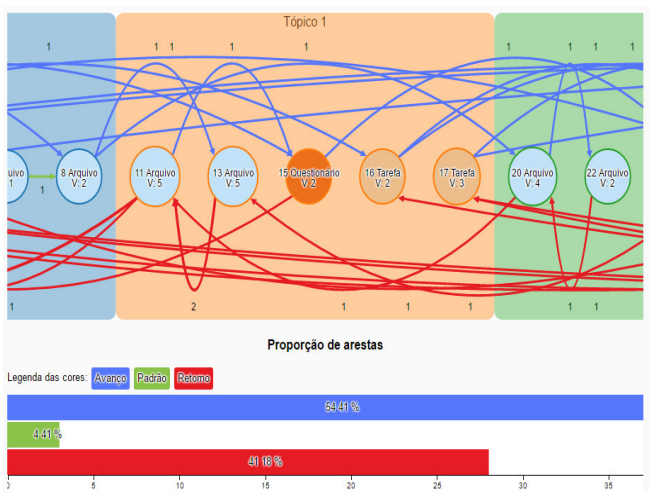 Tópico 1
1 1 1 1 1 1 1 1 1
uivo
1
8 Arquivo
V: 2
11 Arquivo
V: 5
13 Arquivo
V: 5
15 Questionário
V: 2
16 Tarefa
V: 2
17 Tarefa
V: 3
20 Arquivo
V: 4
22 Arquivo
V: 2
1
1 2 1 1 1 1 1
Proporção de arestas
Legenda das cores: Avanço Padrão Retorno
54.41 %
4.41 %
41.18 %
0 5 10 15 20 25 30 35